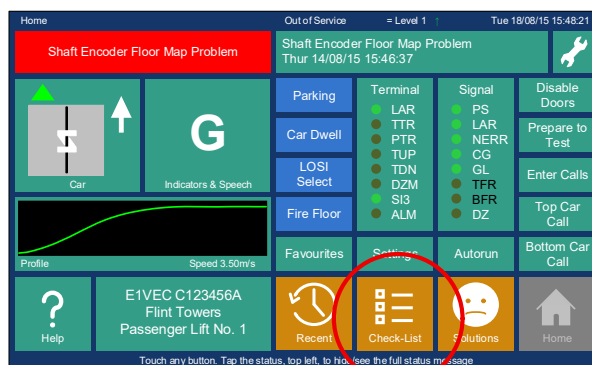 Home
Out of Service
= Level 1 ↑
Tue 18/08/15 15:48:21
Shaft Encoder Floor Map Problem
Shaft Encoder Floor Map Problem
Thur 14/08/15 15:46:37
Car
G
Indicators & Speech
Parking
Car Dwell
LOSI
Select
Fire Floor
Terminal
LAR
TTR
PTR
TUP
TDN
DZM
SI3
ALM
Signal
PS
LAR
NERR
CG
GL
TFR
BFR
DZ
Disable
Doors
Prepare to
Test
Enter Calls
Top Car
Call
Profile
Speed 3.50m/s
Favourites
Settings
Autorun
Bottom Car
Call
?
Help
E1VEC C123456A
Flint Towers
Passenger Lift No. 1
Recent
Check-List
Solutions
Home
Touch any button. Tap the status, top left, to hide/see the full status message